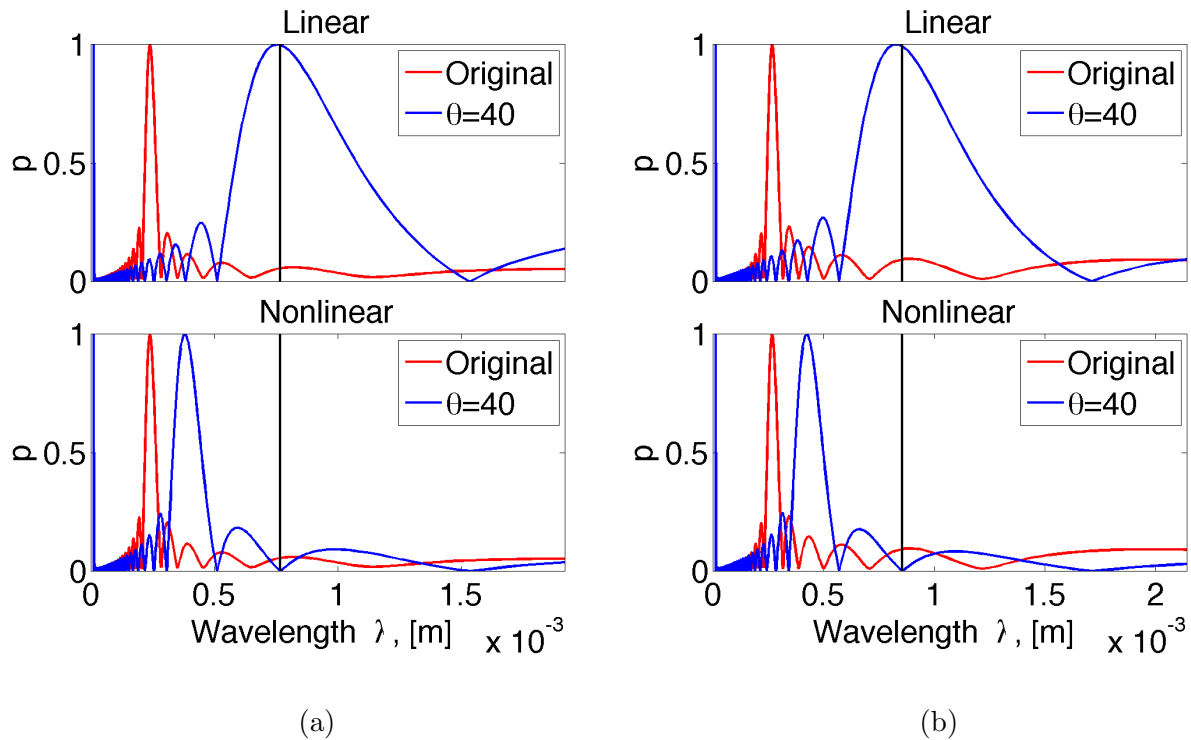 Linear
1
0.5
0
p
Original
θ=40
Nonlinear
1
0.5
0
p
Original
θ=40
0 0.5 1 1.5
Wavelength λ , [m] x 10-3
(a)
Linear
1
0.5
0
p
Original
θ=40
Nonlinear
1
0.5
0
p
Original
θ=40
0 0.5 1 1.5 2
Wavelength λ , [m] x 10-3
(b)